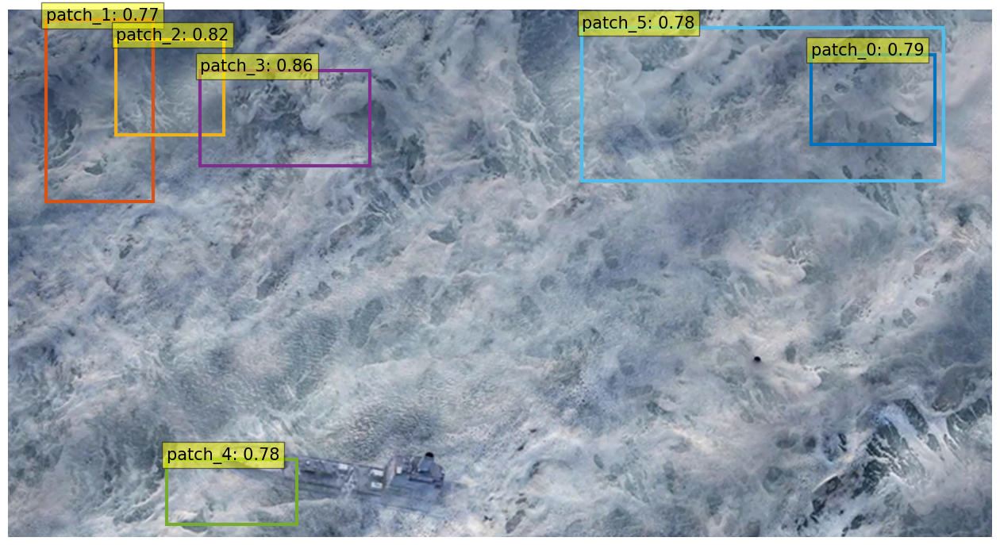 patch_1: 0.77
patch_2: 0.82
patch_3: 0.86
patch_5: 0.78
patch_0: 0.79
patch_4: 0.78